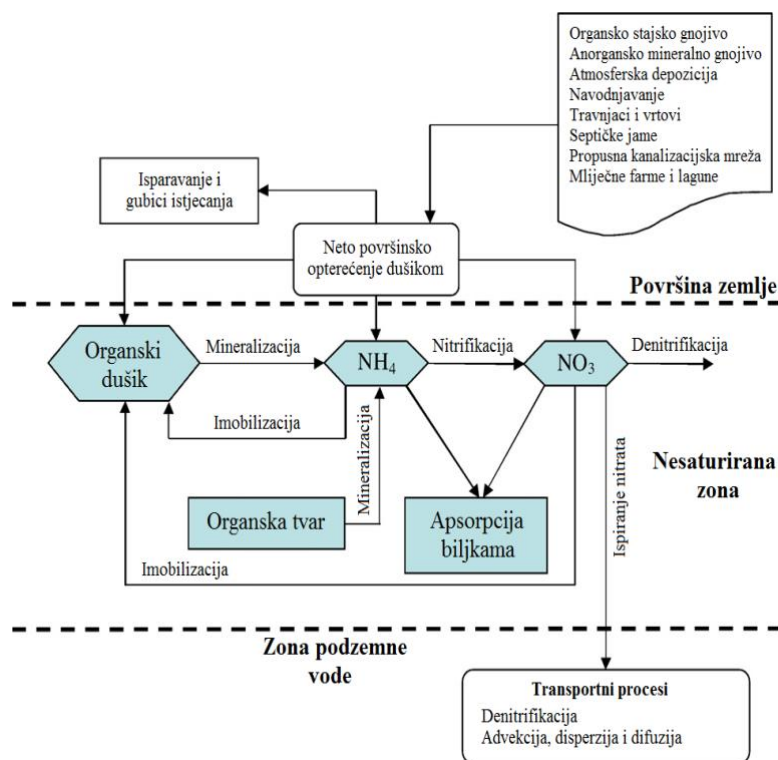 Organsko stajsko gnojivo
Anorgansko mineralno gnojivo
Atmosferska depozicija
Navodnjavanje
Travnjaci i vrtovi
Septičke jame
Propusna kanalizacijska mreža
Mliječne farme i lagune
Isparavanje i
gubici istjecanja
Neto površinsko
opterećenje dušikom
Površina zemlje
Organski
dušik
Mineralizacija
NH₄
Nitrifikacija
NO₃
Denitrifikacija
Imobilizacija
Mineralizacija
Ispiranje nitrata
Nesaturirana
zona
Organska tvar
Apsorpcija
biljkama
Imobilizacija
Zona podzemne
vode
Transportni procesi
Denitrifikacija
Advekcija, disperzija i difuzija